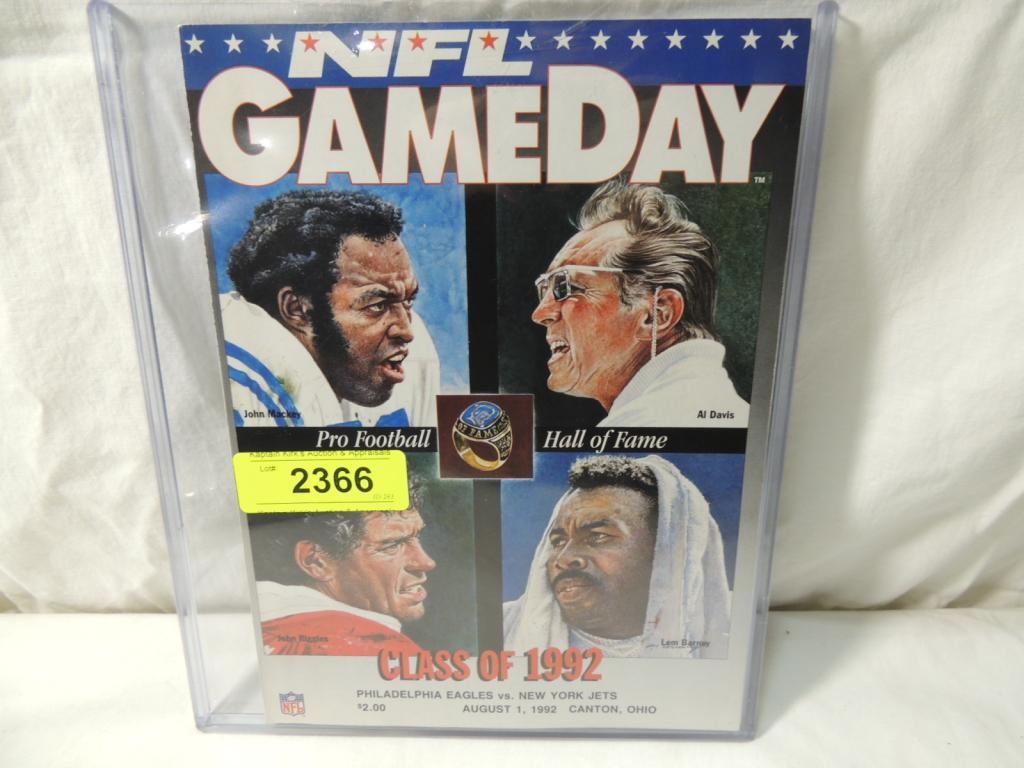 NFL
GAMEDAY
TM
John Mackey
Al Davis
Pro Football Hall of Fame
Kaptain Kirk's Auction & Appraisals
Lot#:
2366
John Riggins
Lem Barney
CLASS OF 1992
PHILADELPHIA EAGLES vs. NEW YORK JETS
$2.00 AUGUST 1, 1992 CANTON, OHIO
NFL